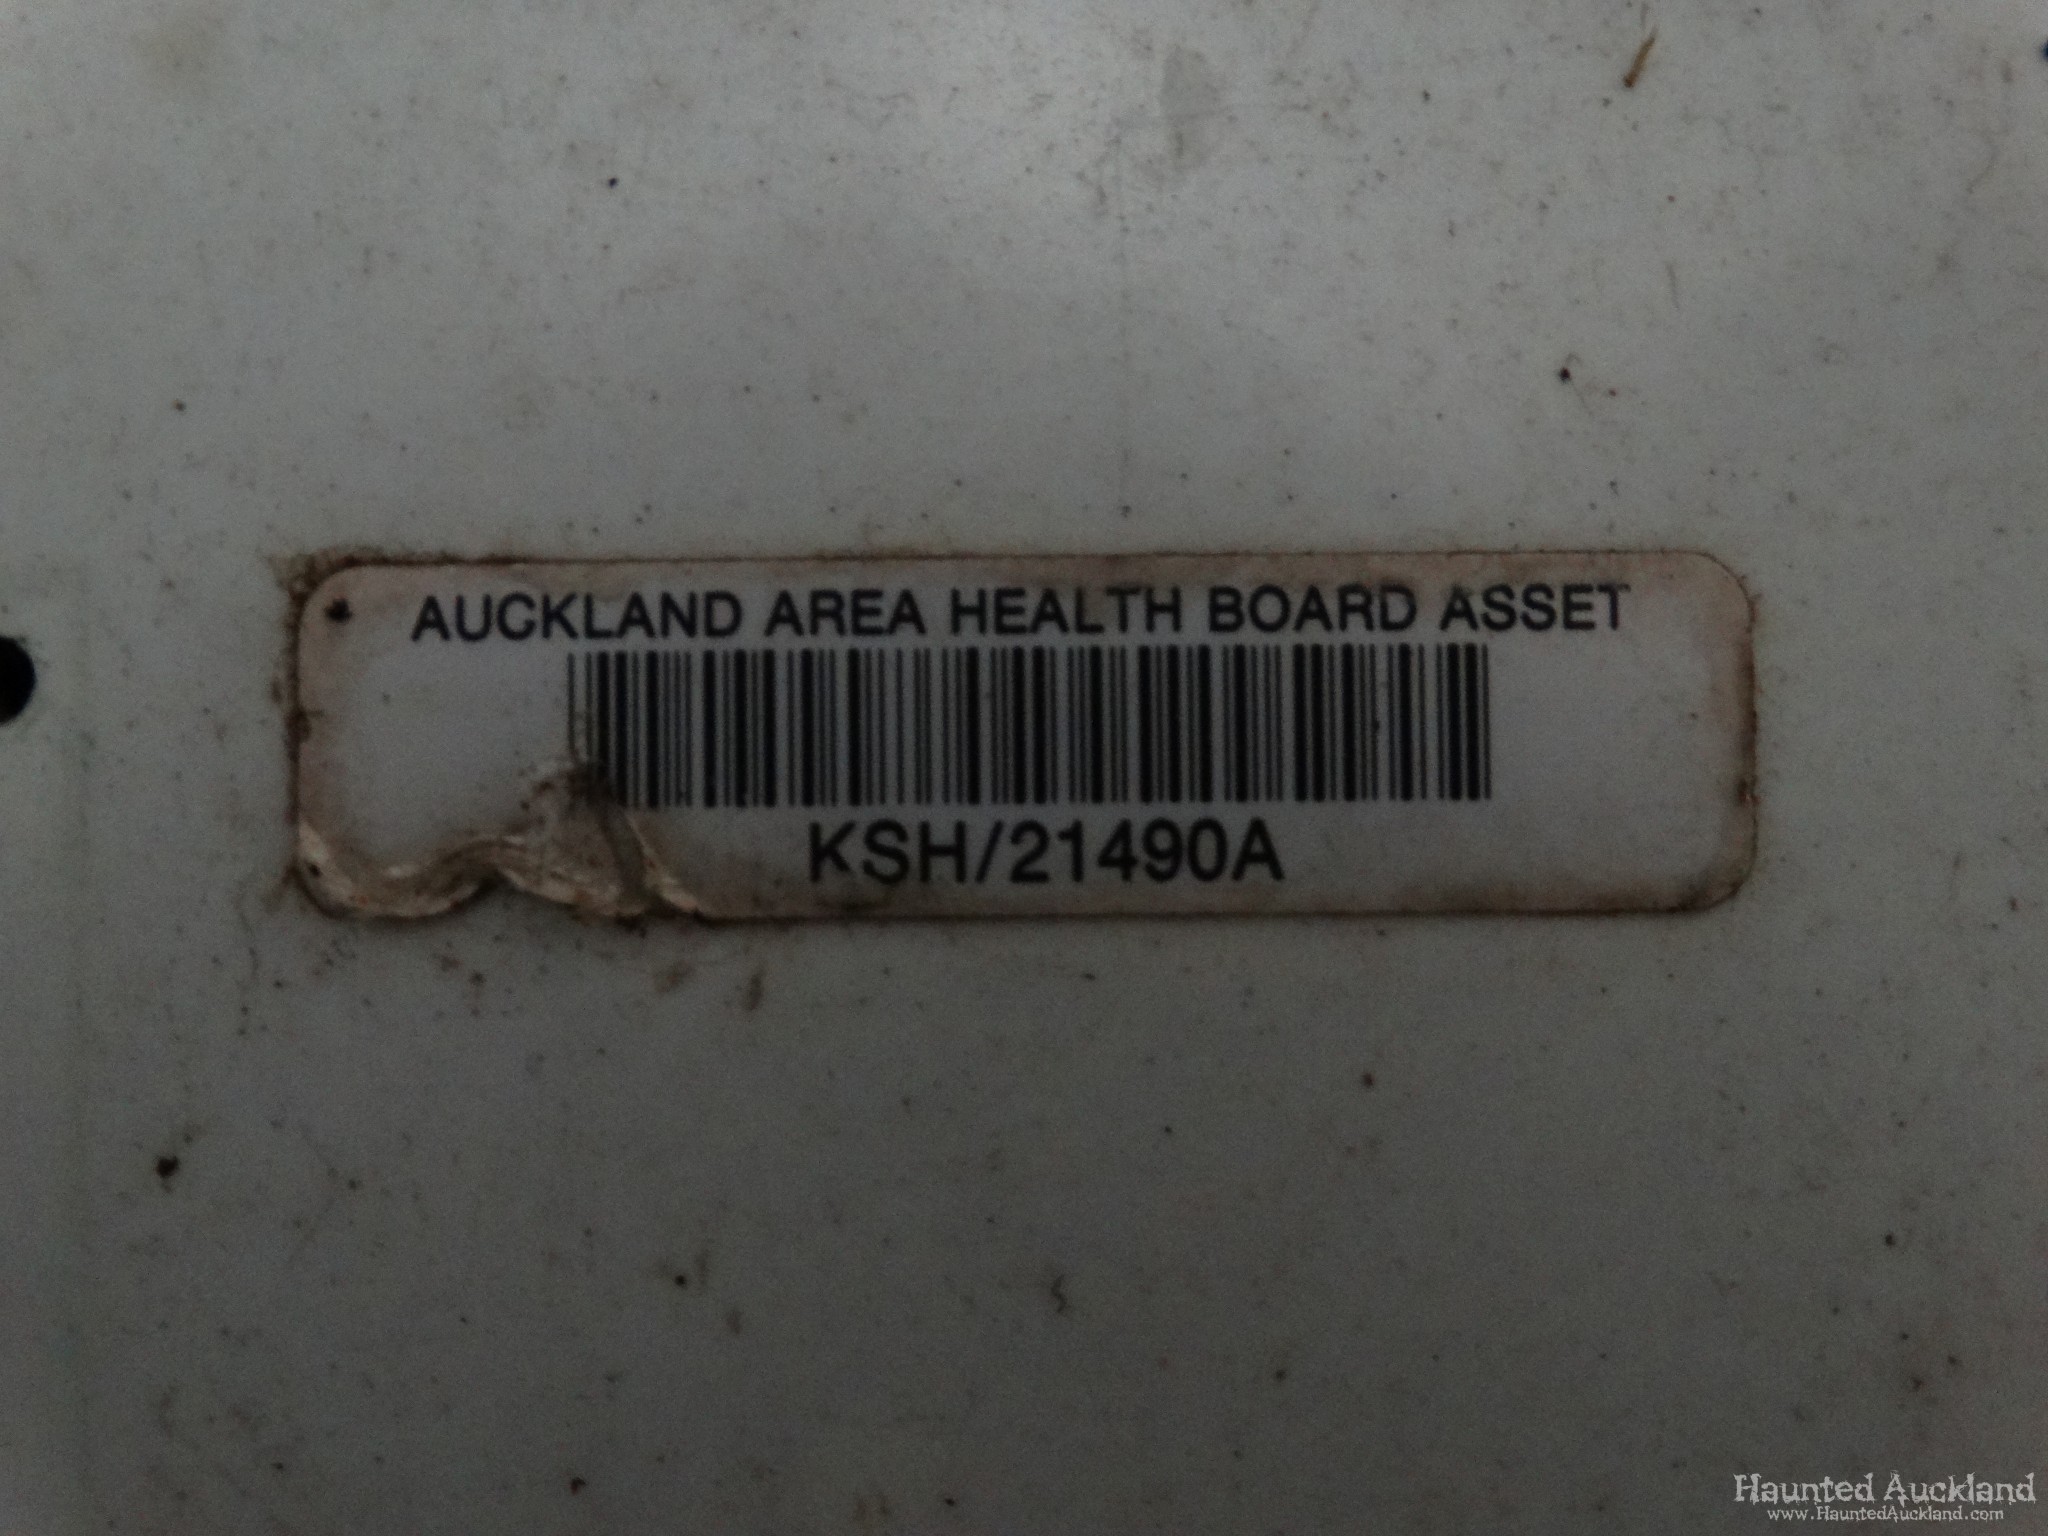 AUCKLAND AREA HEALTH BOARD ASSET
KSH/21490A
Haunted Auckland
www.HauntedAuckland.com